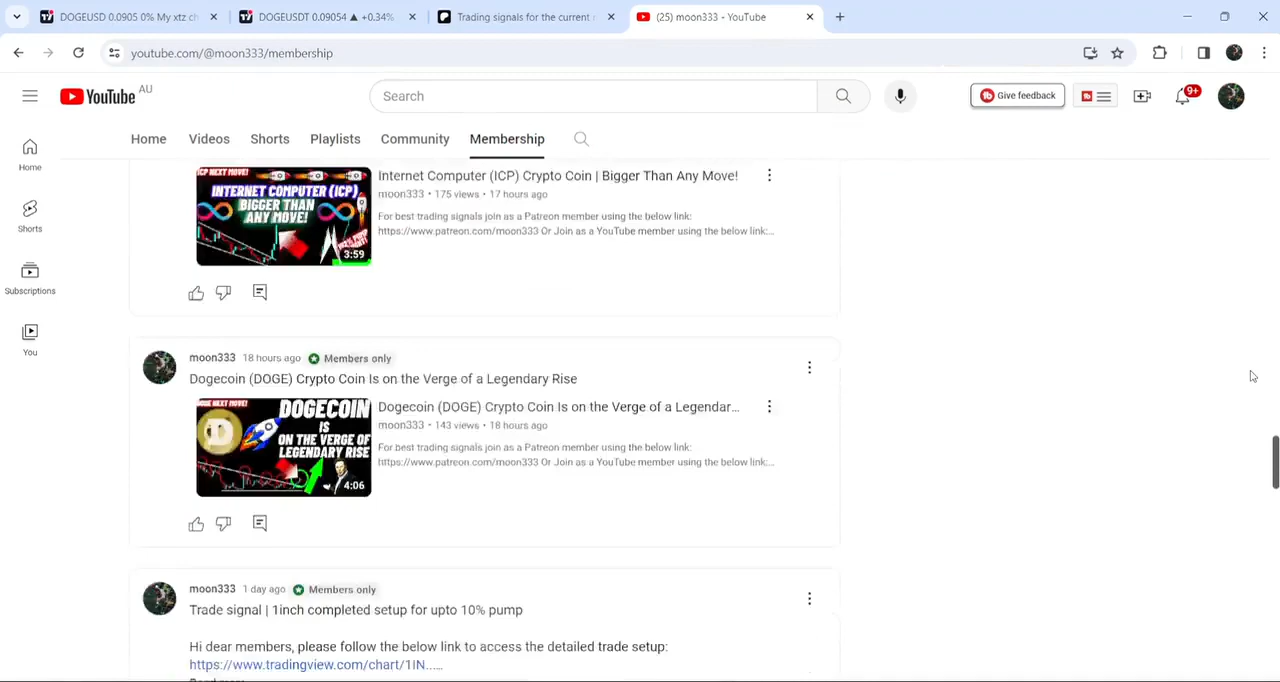 DOGEUSD 0.0905 0% My xtz ch
DOGEUSDT 0.09054 ▲ +0.34%
Trading signals for the current
(25) moon333 - YouTube
youtube.com/@moon333/membership
YouTube AU
Search
Give feedback
9+
Home
Videos
Shorts
Playlists
Community
Membership
Home
Shorts
Subscriptions
You
ICP NEXT MOVE!
INTERNET COMPUTER (ICP)
BIGGER THAN
ANY MOVE!
3:59
Internet Computer (ICP) Crypto Coin | Bigger Than Any Move!
moon333 • 175 views • 17 hours ago
For best trading signals join as a Patreon member using the below link:
https://www.patreon.com/moon333 Or Join as a YouTube member using the below link:...
moon333 18 hours ago Members only
Dogecoin (DOGE) Crypto Coin Is on the Verge of a Legendary Rise
DOGE NEXT MOVE!
DOGECOIN
IS
ON THE VERGE OF
LEGENDARY RISE
4:06
Dogecoin (DOGE) Crypto Coin Is on the Verge of a Legendar...
moon333 • 143 views • 18 hours ago
For best trading signals join as a Patreon member using the below link:
https://www.patreon.com/moon333 Or Join as a YouTube member using the below link:...
moon333 1 day ago Members only
Trade signal | 1inch completed setup for upto 10% pump
Hi dear members, please follow the below link to access the detailed trade setup:
https://www.tradingview.com/chart/1IN......